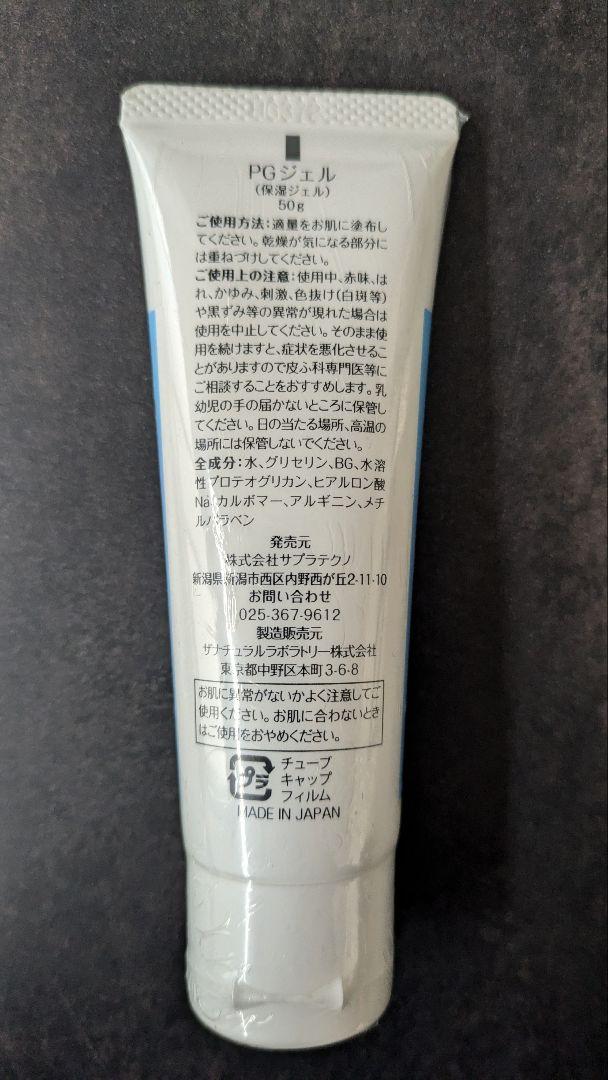 PGジェル
(保湿ジェル)
50g
ご使用方法:適量をお肌に塗布し
てください。乾燥が気になる部分に
は重ねづけしてください。
ご使用上の注意:使用中、赤味、は
れ、かゆみ、刺激、色抜け(白斑等)
や黒ずみ等の異常が現れた場合は
使用を中止してください。そのまま使
用を続けますと、症状を悪化させるこ
とがありますので皮ふ科専門医等に
ご相談することをおすすめします。乳
幼児の手の届かないところに保管し
てください。日の当たる場所、高温の
場所には保管しないでください。
全成分:水、グリセリン、BG、水溶
性プロテオグリカン、ヒアルロン酸
Na、カルボマー、アルギニン、メチ
ルパラベン
発売元
株式会社サプラテクノ
新潟県新潟市西区内野西が丘2-11-10
お問い合わせ
025-367-9612
製造販売元
ザナチュラルラボラトリー株式会社
東京都中野区本町3-6-8
お肌に異常がないかよく注意してご
使用ください。お肌に合わないとき
はご使用をおやめください。
プラ
チューブ
キャップ
フィルム
MADE IN JAPAN